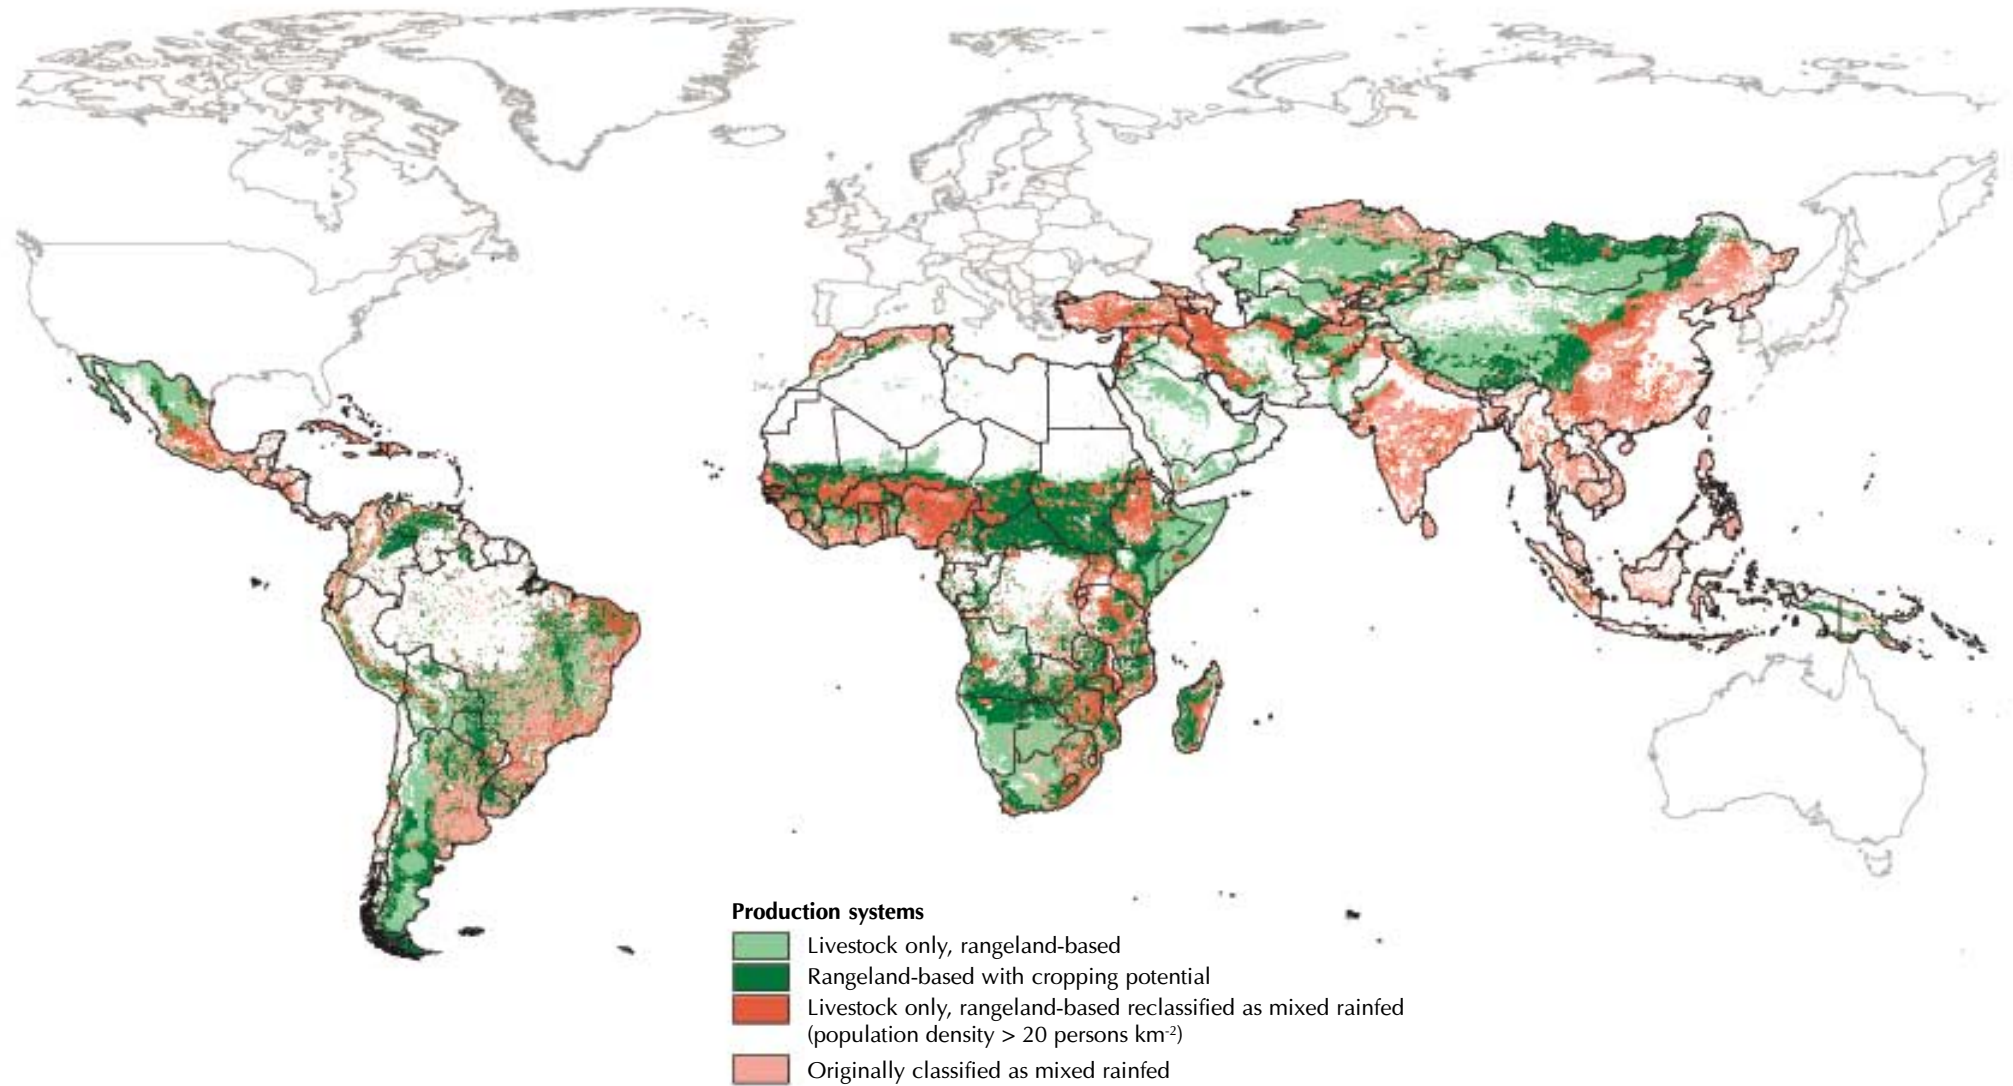 Production systems
Livestock only, rangeland-based
Rangeland-based with cropping potential
Livestock only, rangeland-based reclassified as mixed rainfed
(population density > 20 persons km⁻²)
Originally classified as mixed rainfed